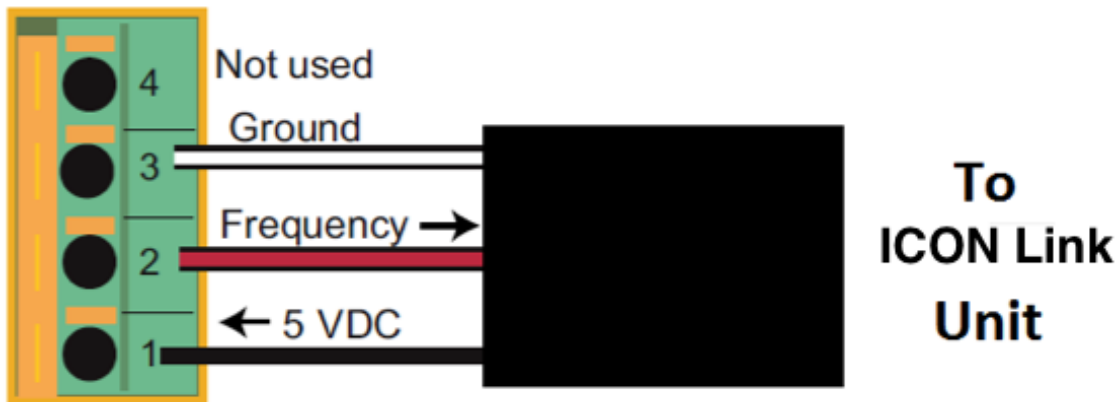 4
Not used
Ground
3
Frequency →
2
← 5 VDC
1
To
ICON Link
Unit